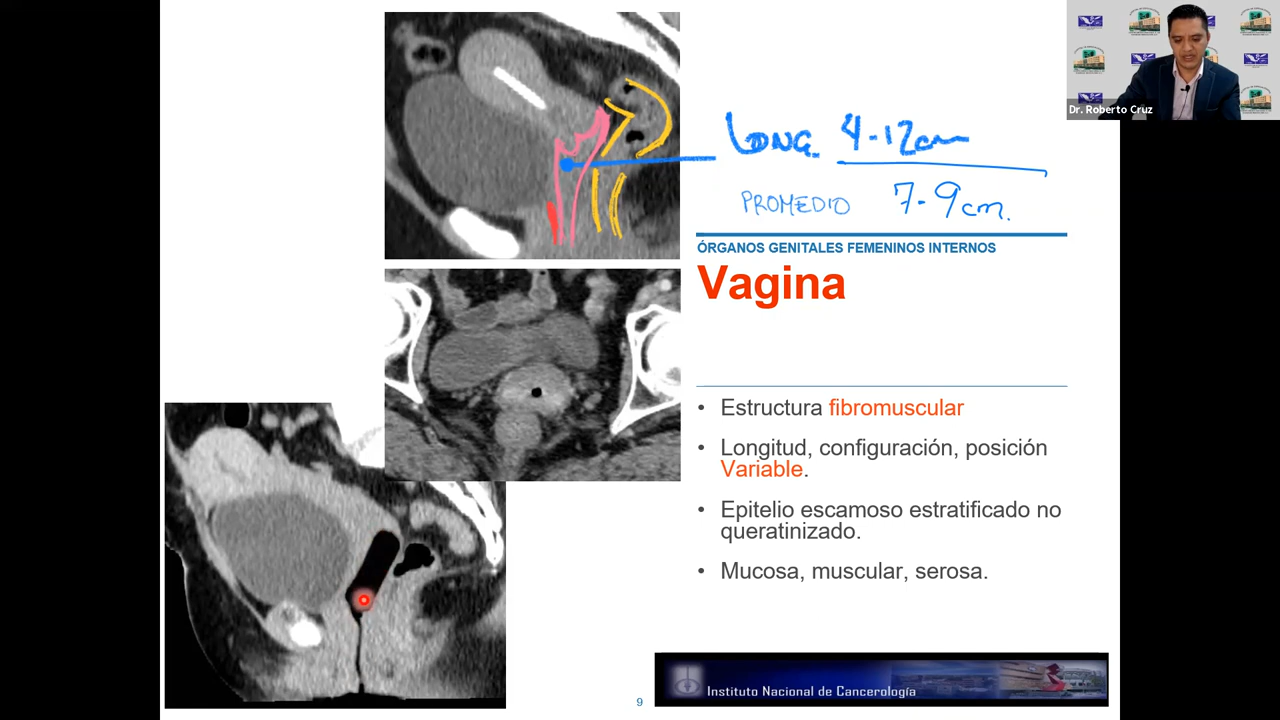 Dr. Roberto Cruz
LONG. 4-12cm
PROMEDIO 7-9cm.
ÓRGANOS GENITALES FEMENINOS INTERNOS
Vagina
• Estructura fibromuscular
• Longitud, configuración, posición
Variable.
• Epitelio escamoso estratificado no
queratinizado.
• Mucosa, muscular, serosa.
Instituto Nacional de Cancerología
9